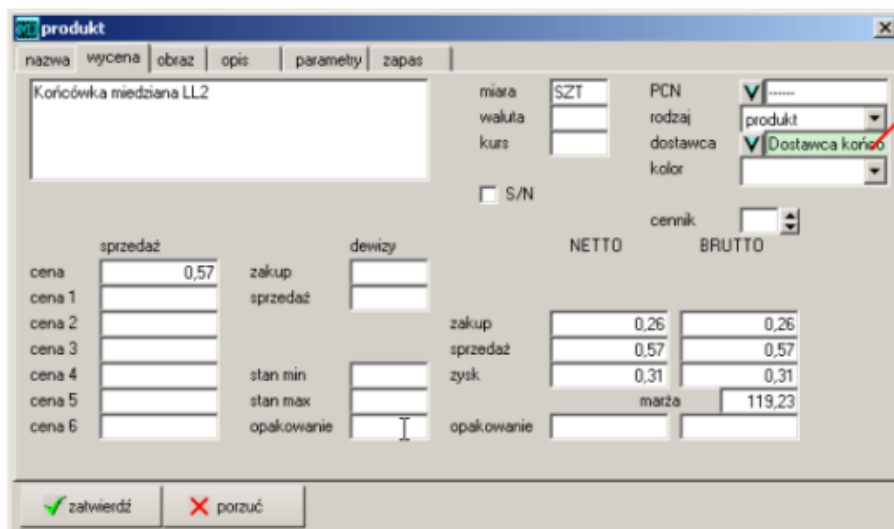 produkt
nazwa wycena obraz opis parametry zapas
Końcówka miedziana LL2
miara SZT PCN ------
waluta rodzaj produkt
kurs dostawca Dostawca końco
kolor
S/N
cennik
sprzedaż dewizy NETTO BRUTTO
cena 0,57 zakup
cena 1 sprzedaż
cena 2 zakup 0,26 0,26
cena 3 sprzedaż 0,57 0,57
cena 4 stan min zysk 0,31 0,31
cena 5 stan max marża 119,23
cena 6 opakowanie opakowanie
zatwierdź porzuć